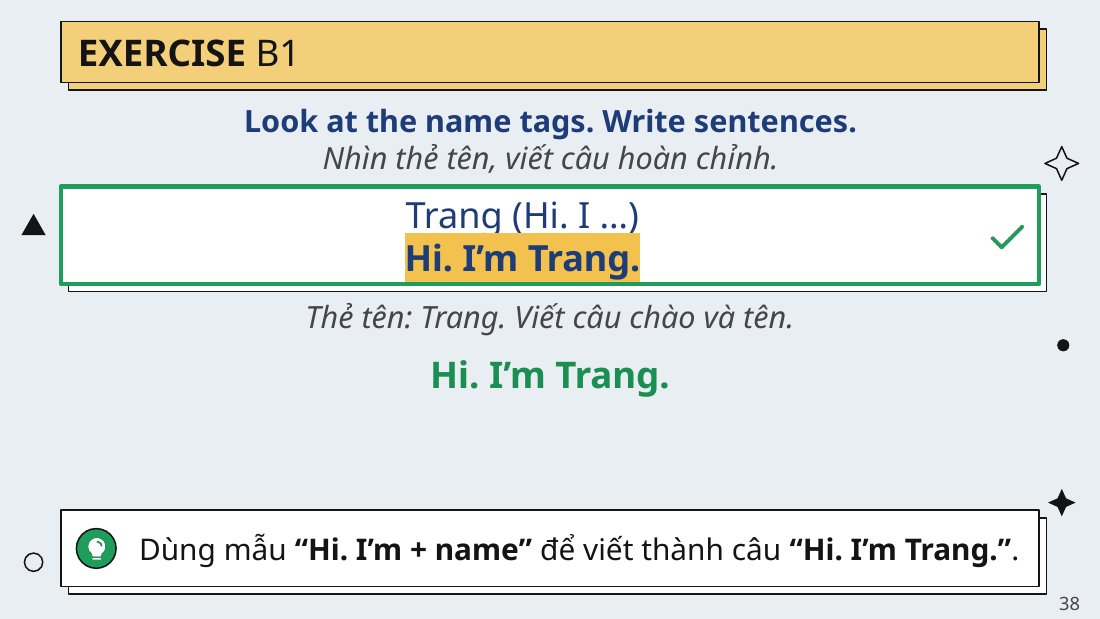 EXERCISE B1
Look at the name tags. Write sentences.
Nhìn thẻ tên, viết câu hoàn chỉnh.
Trang (Hi. I ...)
Hi. I’m Trang.
Thẻ tên: Trang. Viết câu chào và tên.
Hi. I’m Trang.
Dùng mẫu “Hi. I’m + name” để viết thành câu “Hi. I’m Trang.”.
38